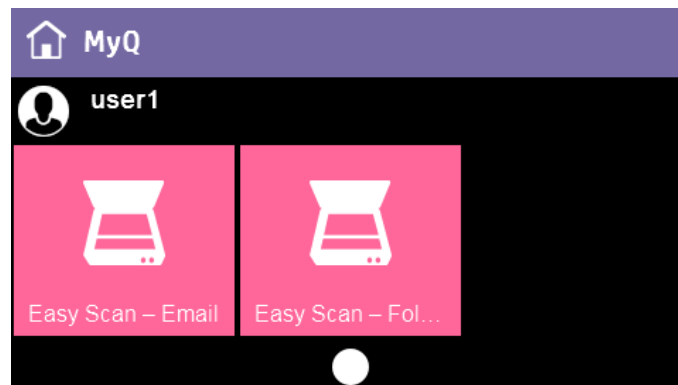 MyQ
user1
Easy Scan – Email
Easy Scan – Fol...